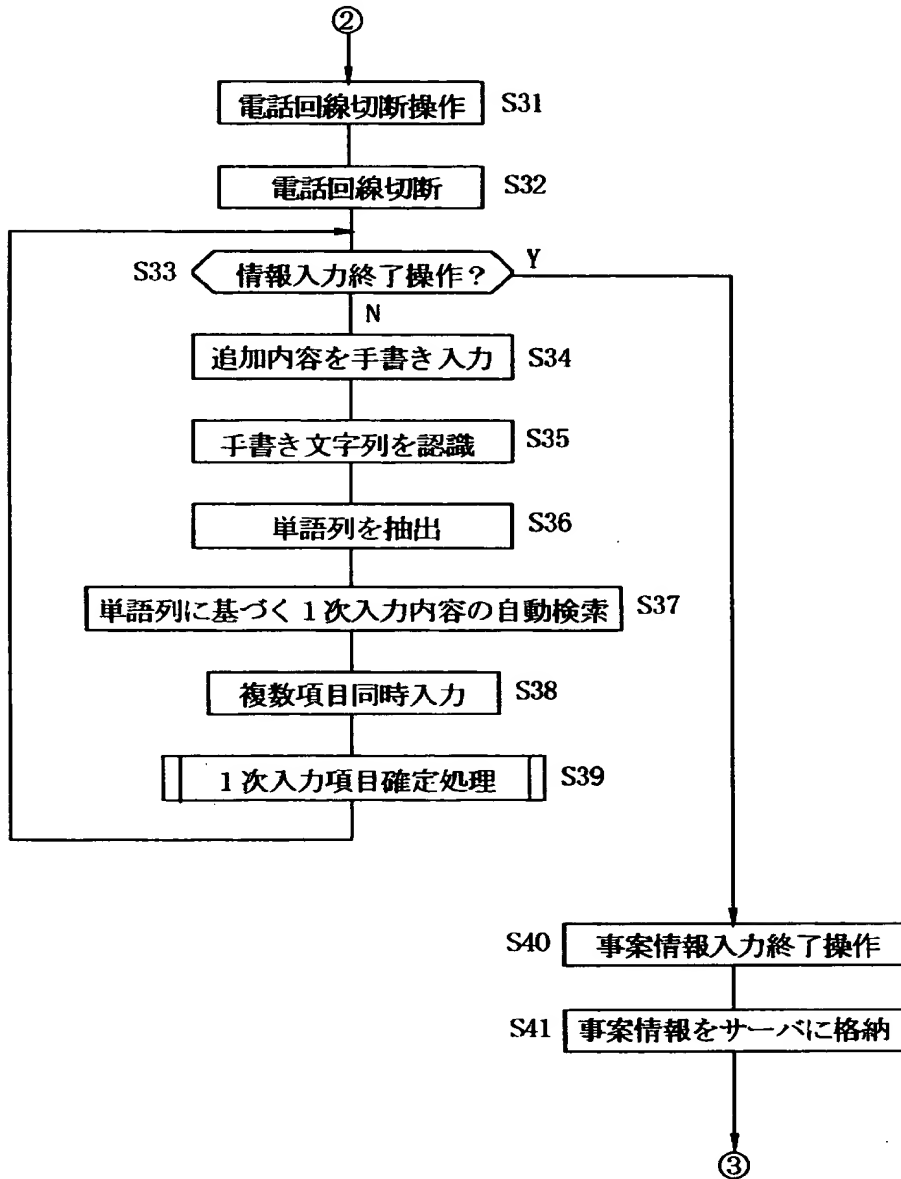 ②
電話回線切断操作 S31
電話回線切断 S32
S33 情報入力終了操作? Y
N
追加内容を手書き入力 S34
手書き文字列を認識 S35
単語列を抽出 S36
単語列に基づく1次入力内容の自動検索 S37
複数項目同時入力 S38
1次入力項目確定処理 S39
S40 事案情報入力終了操作
S41 事案情報をサーバに格納
③